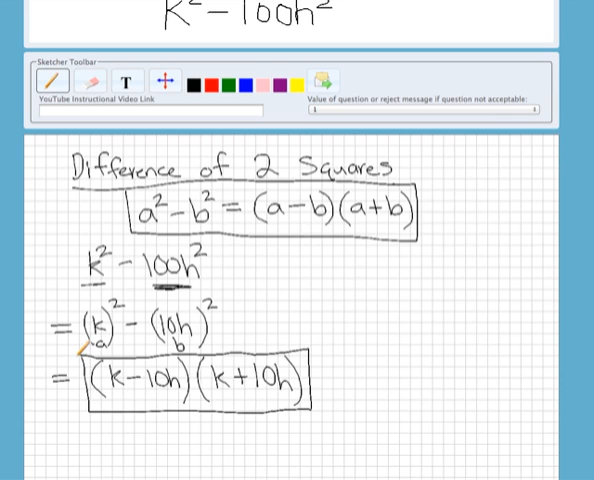 k² - 100h²
Sketcher Toolbar
T
YouTube Instructional Video Link
Value of question or reject message if question not acceptable:
1
Difference of 2 Squares
a² - b² = (a-b)(a+b)
k² - 100h²
= (k)² - (10h)²
a b
= (k-10h)(k+10h)